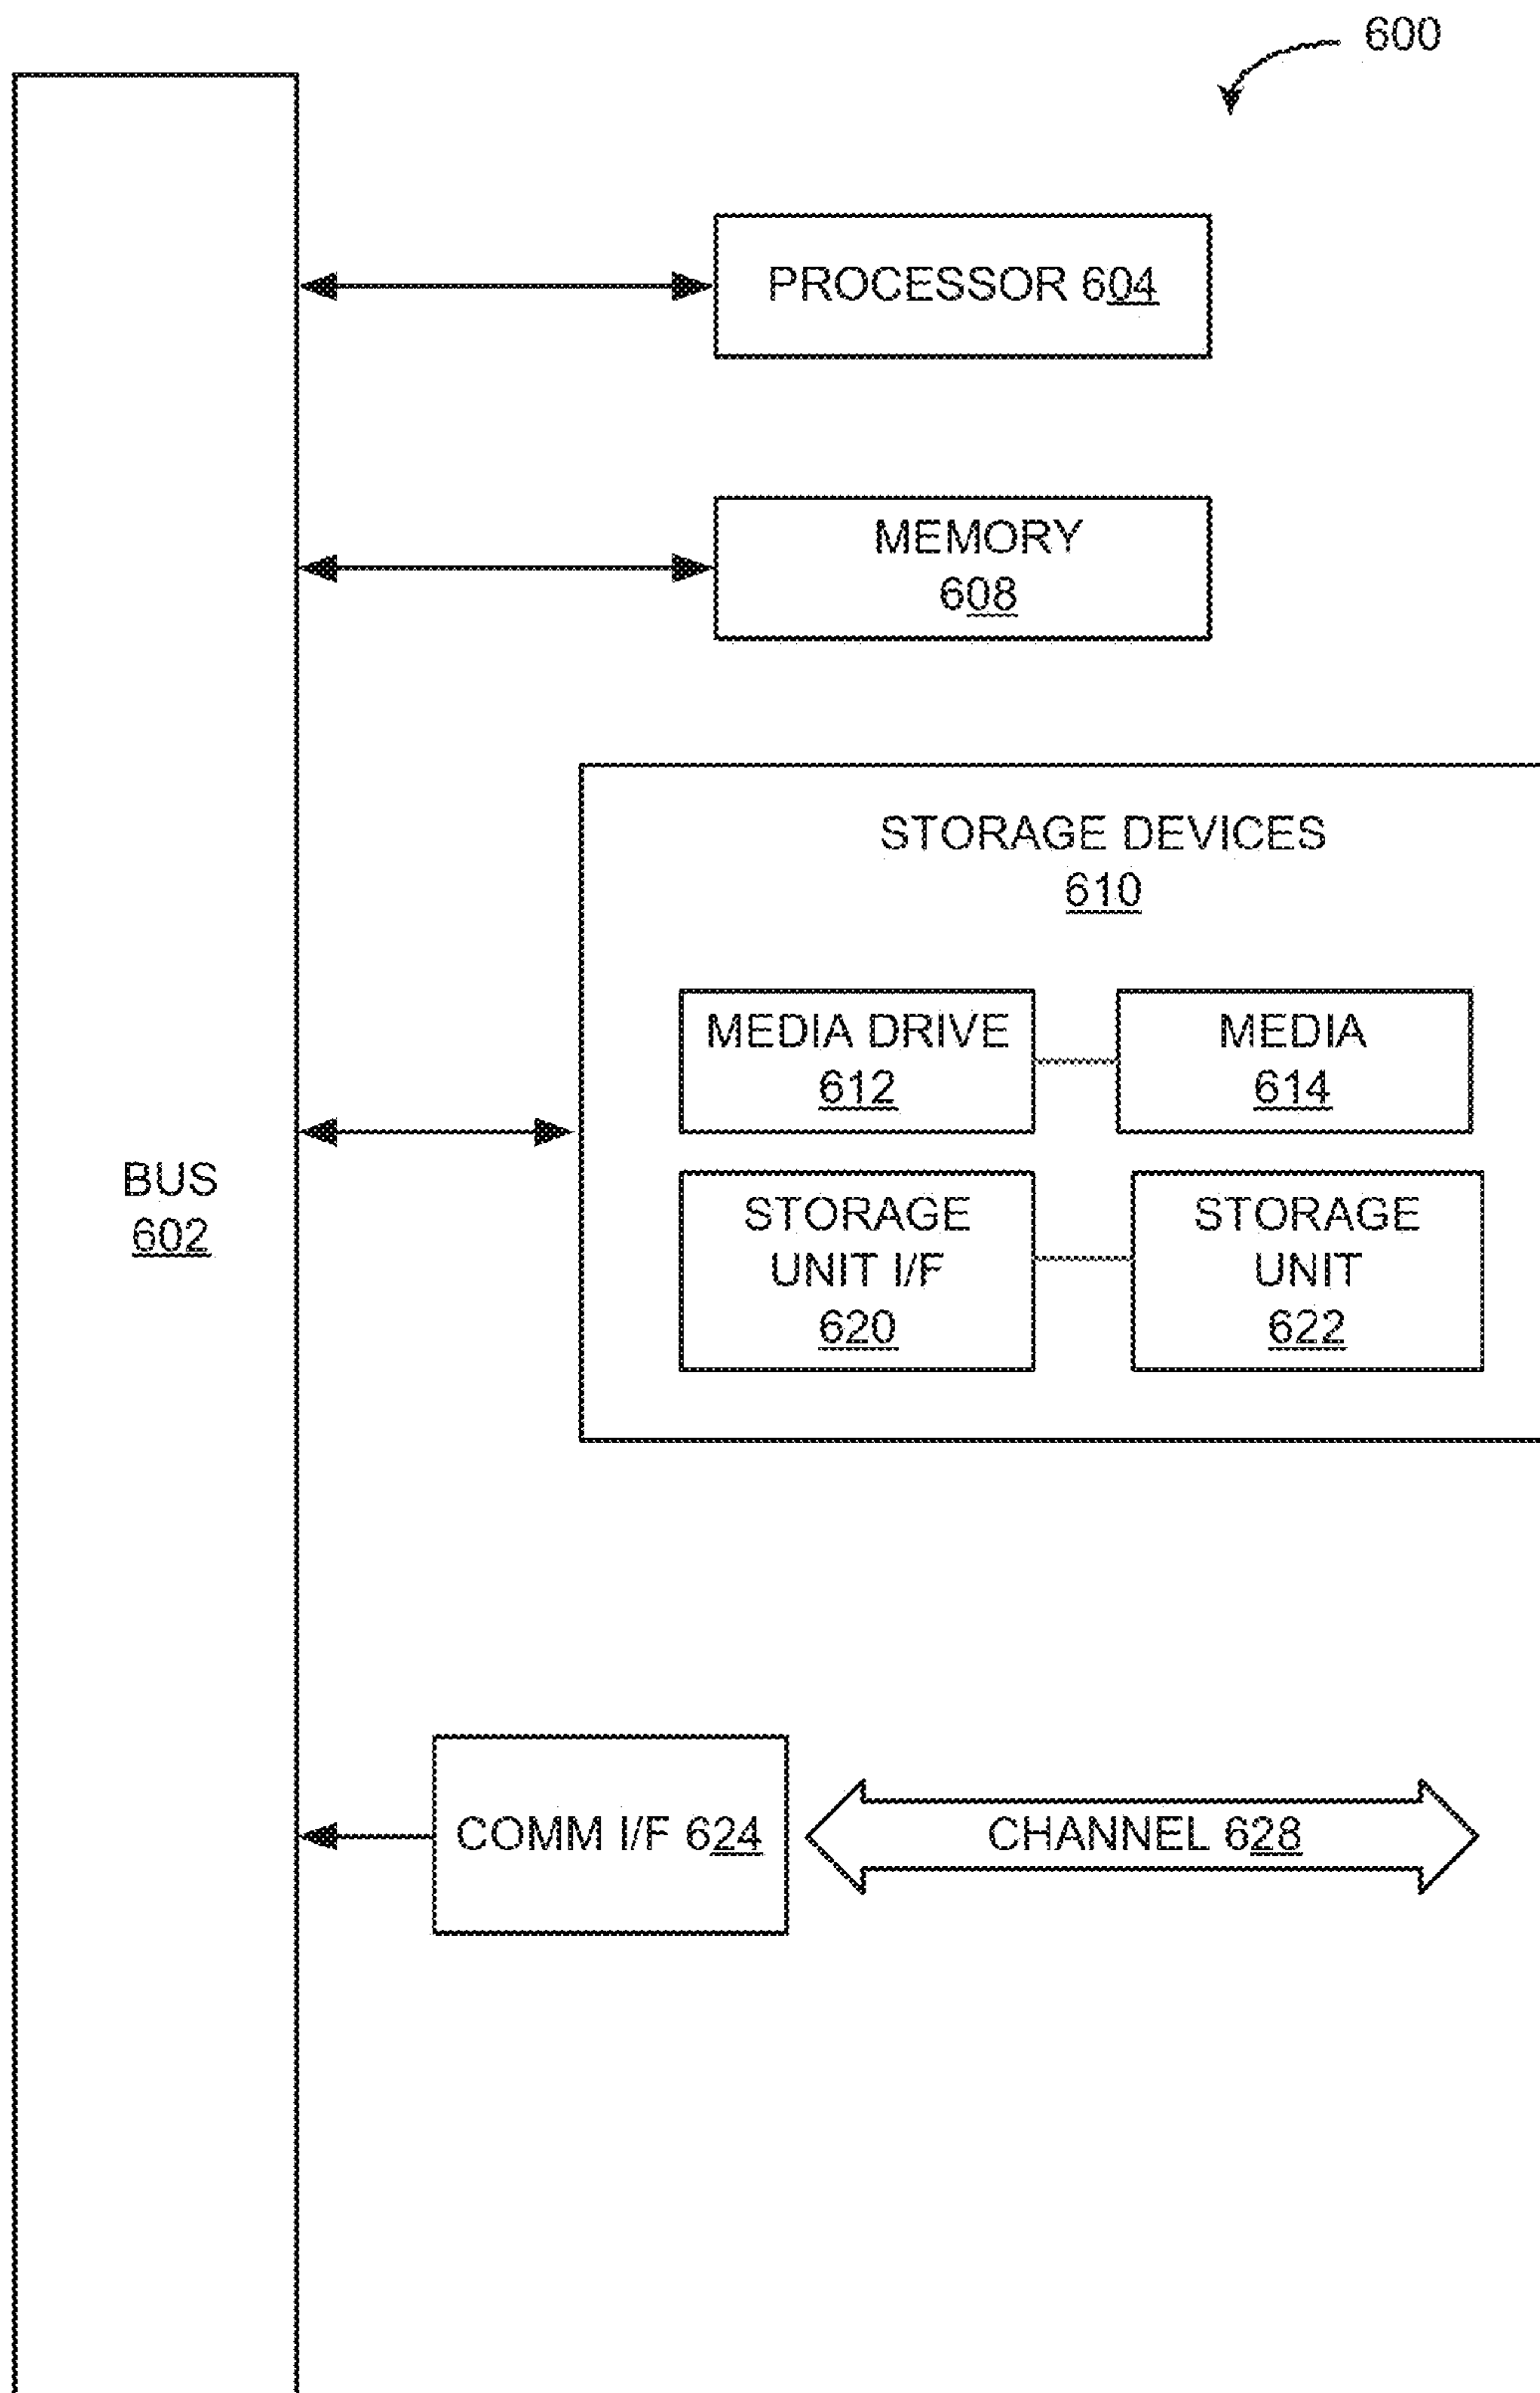 600
PROCESSOR 604
MEMORY
608
STORAGE DEVICES
610
MEDIA DRIVE
612
MEDIA
614
BUS
602
STORAGE
UNIT I/F
620
STORAGE
UNIT
622
COMM I/F 624
CHANNEL 628